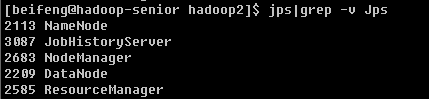 [beifeng@hadoop-senior hadoop2]$ jps|grep -v Jps
2113 NameNode
3087 JobHistoryServer
2683 NodeManager
2209 DataNode
2585 ResourceManager